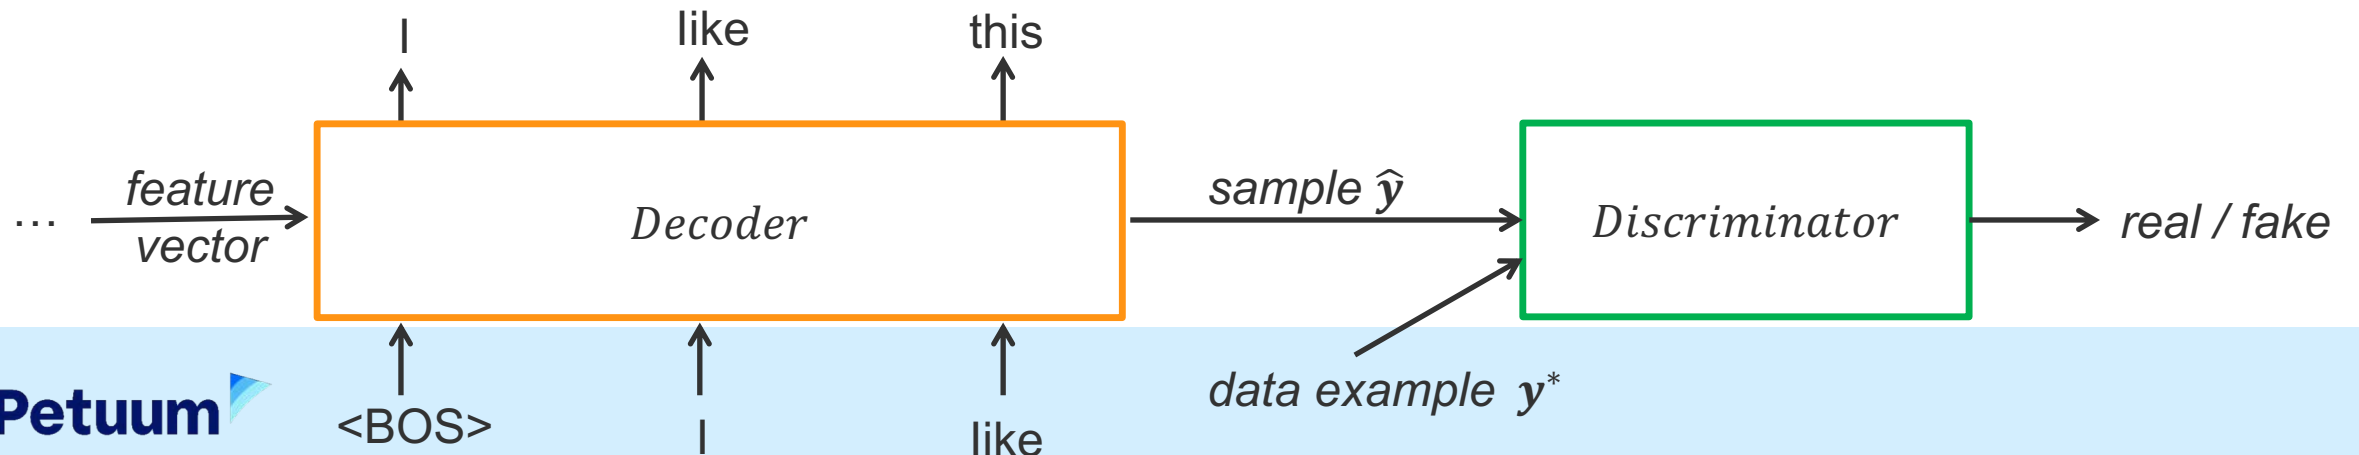 I
like
this
...
feature
vector
Decoder
sample ŷ
Discriminator
real / fake
data example y*
Petuum
<BOS>
I
like